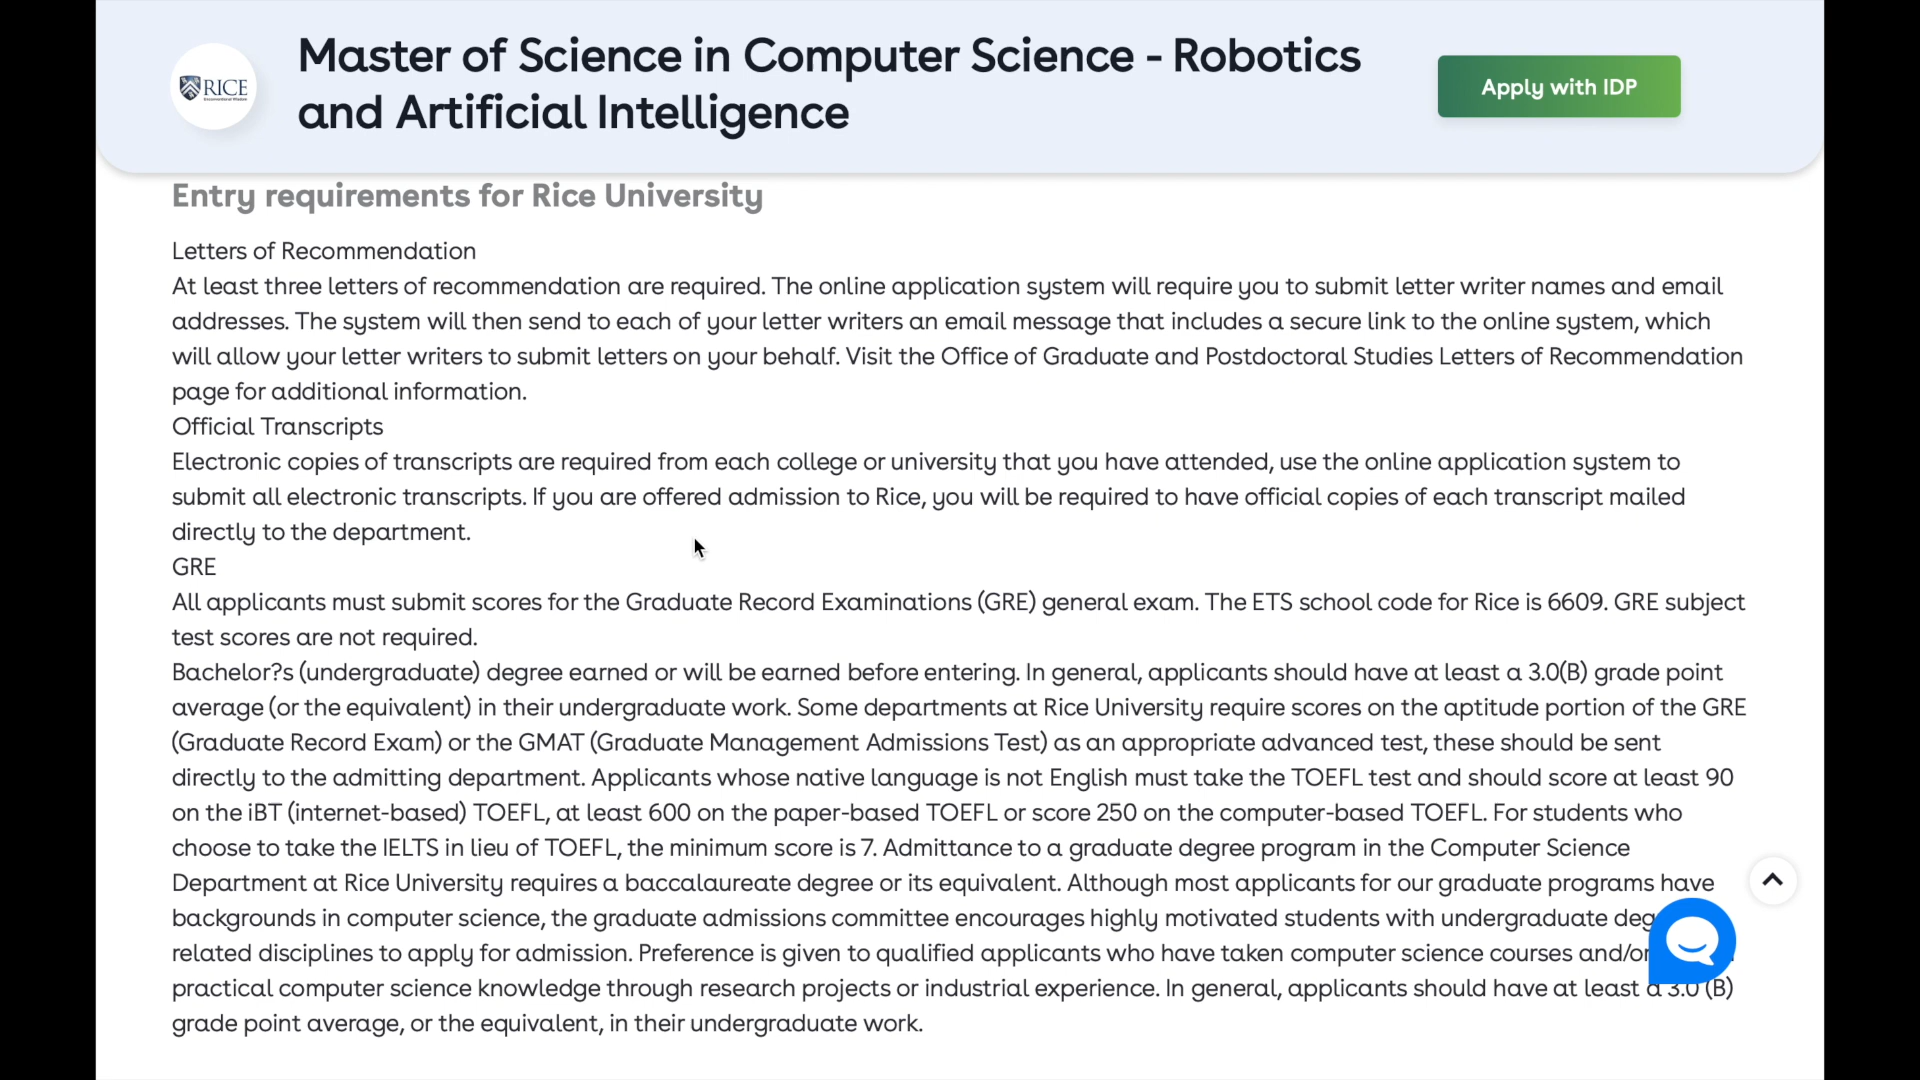 RICE
Master of Science in Computer Science - Robotics
and Artificial Intelligence
Apply with IDP
Entry requirements for Rice University
Letters of Recommendation
At least three letters of recommendation are required. The online application system will require you to submit letter writer names and email
addresses. The system will then send to each of your letter writers an email message that includes a secure link to the online system, which
will allow your letter writers to submit letters on your behalf. Visit the Office of Graduate and Postdoctoral Studies Letters of Recommendation
page for additional information.
Official Transcripts
Electronic copies of transcripts are required from each college or university that you have attended, use the online application system to
submit all electronic transcripts. If you are offered admission to Rice, you will be required to have official copies of each transcript mailed
directly to the department.
GRE
All applicants must submit scores for the Graduate Record Examinations (GRE) general exam. The ETS school code for Rice is 6609. GRE subject
test scores are not required.
Bachelor?s (undergraduate) degree earned or will be earned before entering. In general, applicants should have at least a 3.0(B) grade point
average (or the equivalent) in their undergraduate work. Some departments at Rice University require scores on the aptitude portion of the GRE
(Graduate Record Exam) or the GMAT (Graduate Management Admissions Test) as an appropriate advanced test, these should be sent
directly to the admitting department. Applicants whose native language is not English must take the TOEFL test and should score at least 90
on the iBT (internet-based) TOEFL, at least 600 on the paper-based TOEFL or score 250 on the computer-based TOEFL. For students who
choose to take the IELTS in lieu of TOEFL, the minimum score is 7. Admittance to a graduate degree program in the Computer Science
Department at Rice University requires a baccalaureate degree or its equivalent. Although most applicants for our graduate programs have
backgrounds in computer science, the graduate admissions committee encourages highly motivated students with undergraduate deg
related disciplines to apply for admission. Preference is given to qualified applicants who have taken computer science courses and/or
practical computer science knowledge through research projects or industrial experience. In general, applicants should have at least a 3.0 (B)
grade point average, or the equivalent, in their undergraduate work.